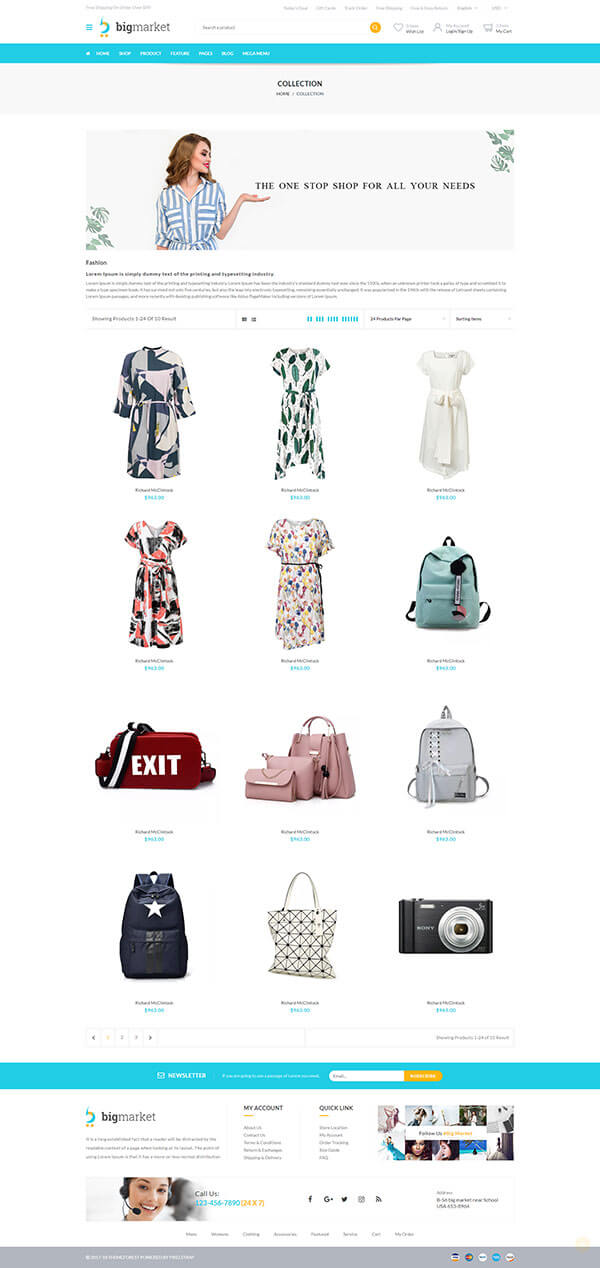 Free Shipping On Order Over $99
Today's Deal Gift Cards Track Order Free Shipping Free & Easy Return English USD
bigmarket
Search a product
Wish List
My Account
Login/Sign Up
My Cart
HOME SHOP PRODUCT FEATURE PAGES BLOG MEGA MENU
COLLECTION
HOME / COLLECTION
THE ONE STOP SHOP FOR ALL YOUR NEEDS
Fashion
Lorem Ipsum is simply dummy text of the printing and typesetting industry.
Lorem Ipsum is simply dummy text of the printing and typesetting industry. Lorem Ipsum has been the industry's standard dummy text ever since the 1500s, when an unknown printer took a galley of type and scrambled it to
make a type specimen book. It has survived not only five centuries, but also the leap into electronic typesetting, remaining essentially unchanged. It was popularised in the 1960s with the release of Letraset sheets containing
Lorem Ipsum passages, and more recently with desktop publishing software like Aldus PageMaker including versions of Lorem Ipsum.
Showing Products 1-24 Of 10 Result
24 Products Per Page
Sorting Items
Richard McClintock Richard McClintock Richard McClintock
$963.00 $963.00 $963.00
Richard McClintock Richard McClintock Richard McClintock
$963.00 $963.00 $963.00
EXIT
Richard McClintock Richard McClintock Richard McClintock
$963.00 $963.00 $963.00
SONY
Richard McClintock Richard McClintock Richard McClintock
$963.00 $963.00 $963.00
1 2 3
Showing Products 1-24 of 10 Result
NEWSLETTER
If you are going to use a passage of Lorem you need.
Email...
SUBSCRIBE
bigmarket
It is a long established fact that a reader will be distracted by the
readable content of a page when looking at its layout. The point of
using Lorem Ipsum is that it has a more-or-less normal distribution
MY ACCOUNT
About Us
Contact Us
Terms & Conditions
Return & Exchanges
Shipping & Delivery
QUICK LINK
Store Location
My Account
Order Tracking
Size Guide
FAQ
Follow Us #Big Market
Call Us:
123-456-7890 (24 X 7)
Address
B-56 big market near School
USA 653-8964
Mens Womens Clothing Accessories Featured Service Cart My Order